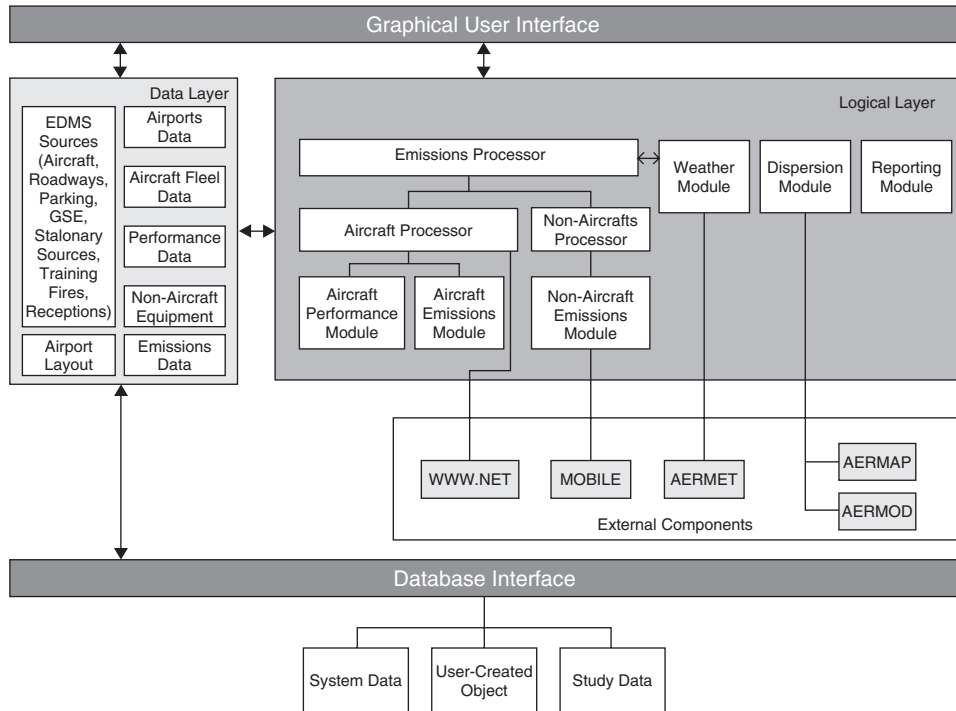 Graphical User Interface
Data Layer
EDMS
Sources
(Aircraft,
Roadways,
Parking,
GSE,
Stalonary
Sources,
Training
Fires,
Receptions)
Airports
Data
Aircraft Fleel
Data
Performance
Data
Non-Aircraft
Equipment
Airport
Layout
Emissions
Data
Logical Layer
Emissions Processor
Weather
Module
Dispersion
Module
Reporting
Module
Aircraft Processor
Non-Aircrafts
Processor
Aircraft
Performance
Module
Aircraft
Emissions
Module
Non-Aircraft
Emissions
Module
WWW.NET
MOBILE
AERMET
AERMAP
AERMOD
External Components
Database Interface
System Data
User-Created
Object
Study Data